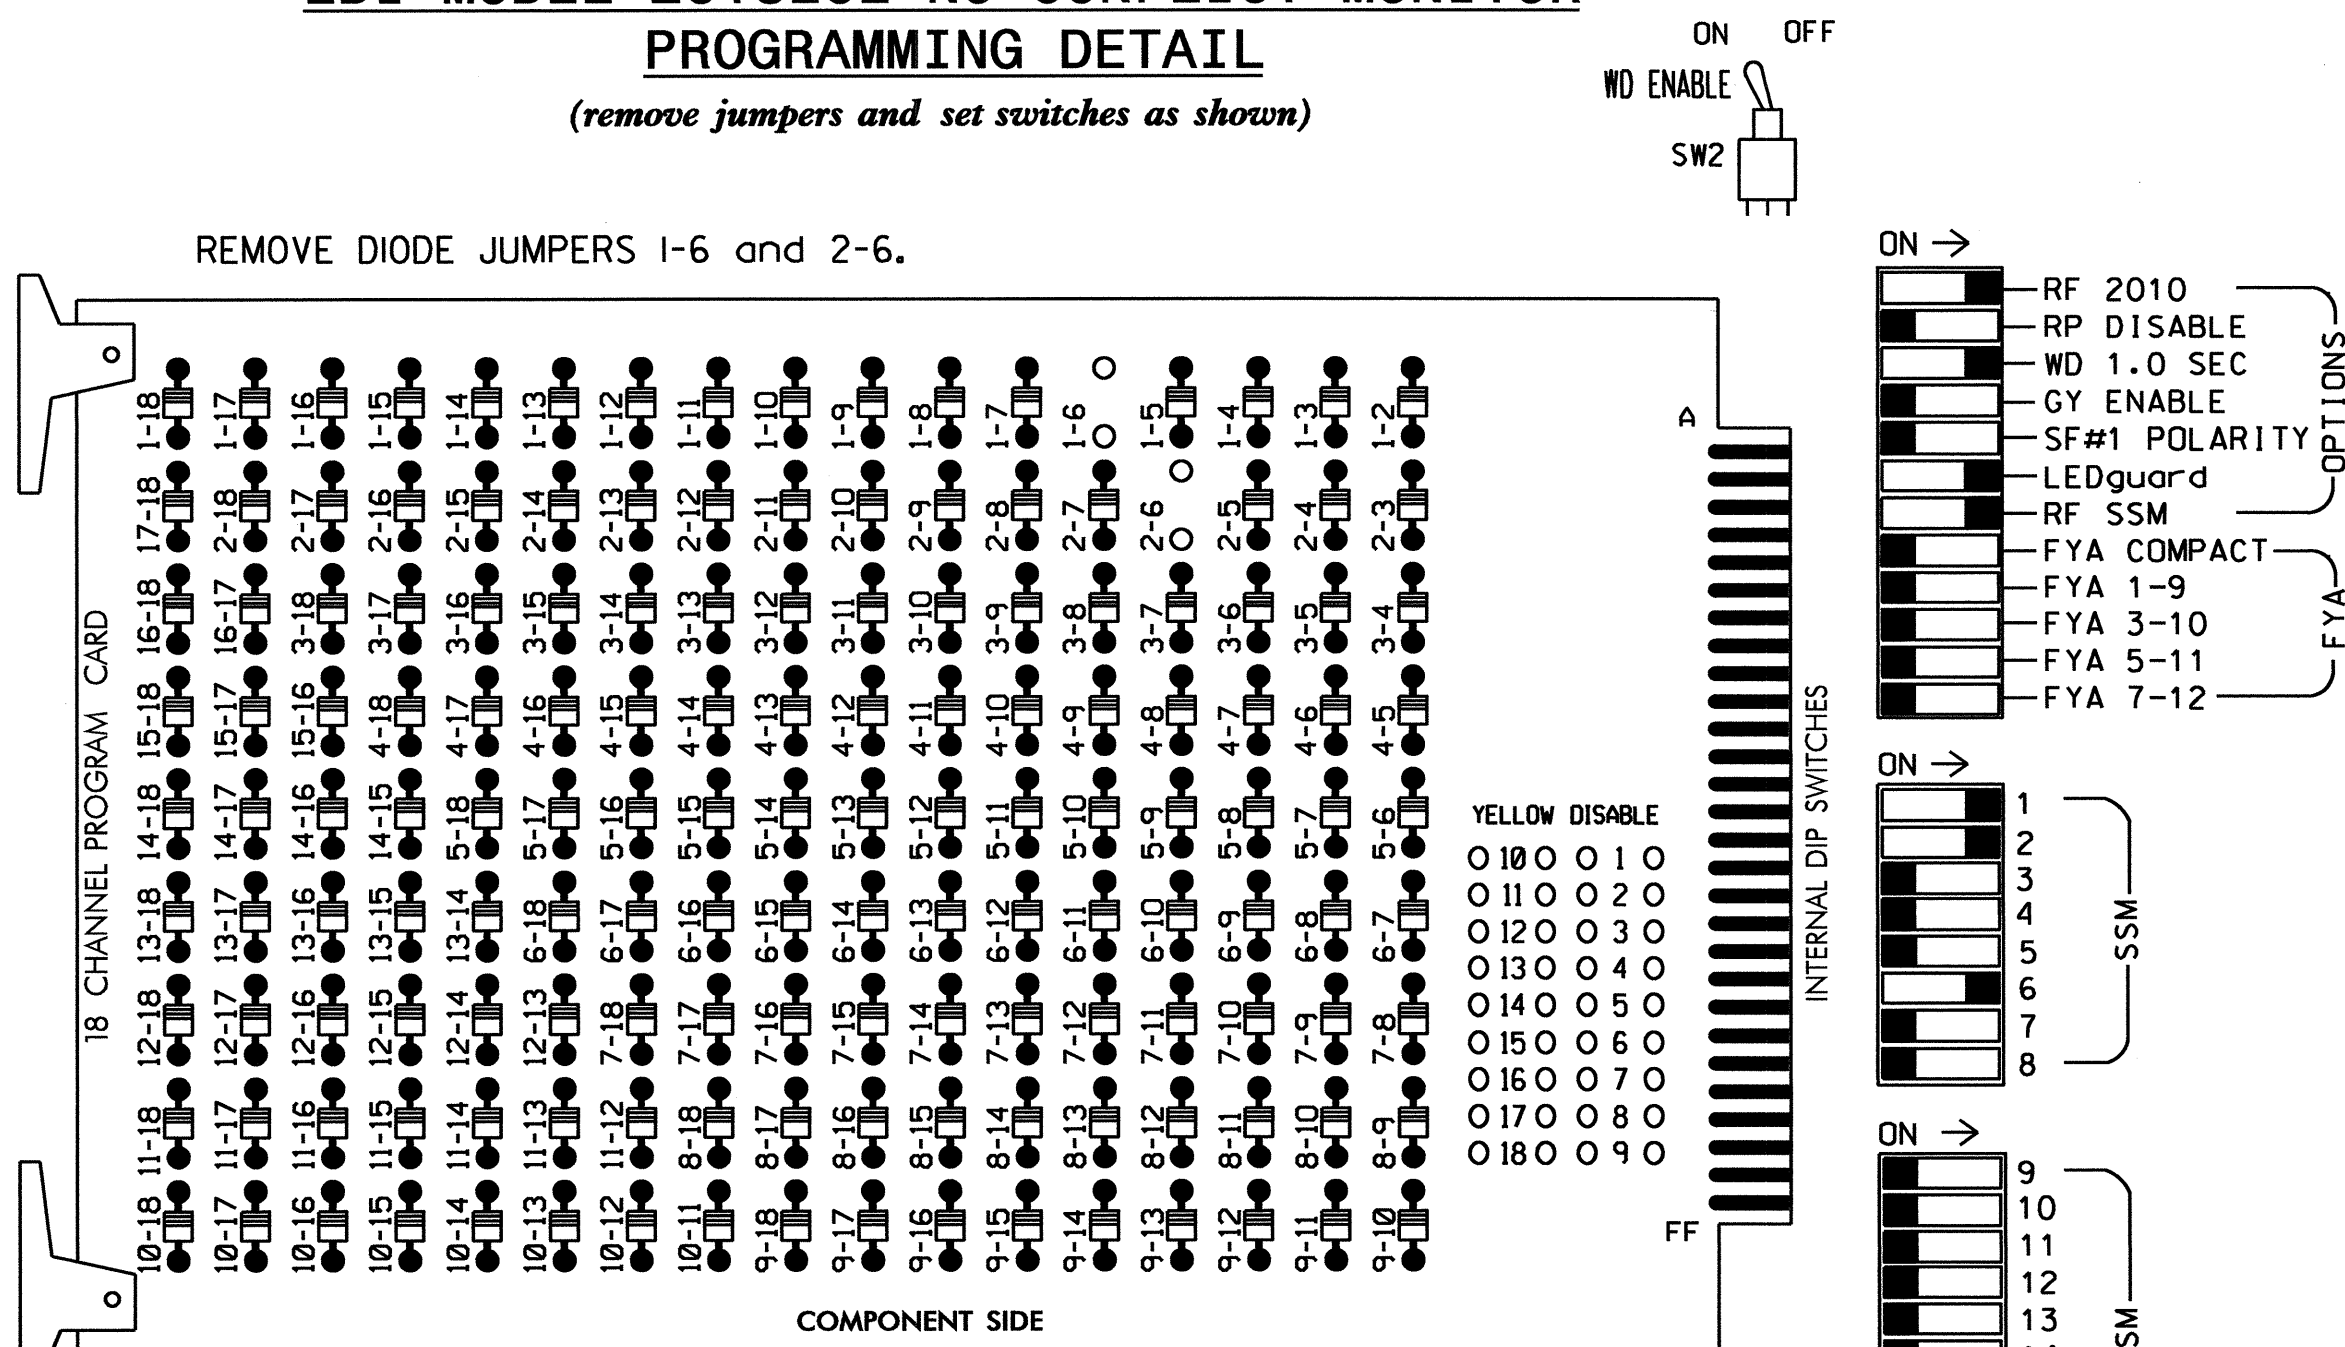 PROGRAMMING DETAIL
(remove jumpers and set switches as shown)
ON OFF
WD ENABLE
SW2
REMOVE DIODE JUMPERS 1-6 and 2-6.
18 CHANNEL PROGRAM CARD
1-18 1-17 1-16 1-15 1-14 1-13 1-12 1-11 1-10 1-9 1-8 1-7 1-6 1-5 1-4 1-3 1-2
17-18 2-18 2-17 2-16 2-15 2-14 2-13 2-12 2-11 2-10 2-9 2-8 2-7 2-6 2-5 2-4 2-3
16-18 16-17 3-18 3-17 3-16 3-15 3-14 3-13 3-12 3-11 3-10 3-9 3-8 3-7 3-6 3-5 3-4
15-18 15-17 15-16 4-18 4-17 4-16 4-15 4-14 4-13 4-12 4-11 4-10 4-9 4-8 4-7 4-6 4-5
14-18 14-17 14-16 14-15 5-18 5-17 5-16 5-15 5-14 5-13 5-12 5-11 5-10 5-9 5-8 5-7 5-6
13-18 13-17 13-16 13-15 13-14 6-18 6-17 6-16 6-15 6-14 6-13 6-12 6-11 6-10 6-9 6-8 6-7
12-18 12-17 12-16 12-15 12-14 12-13 7-18 7-17 7-16 7-15 7-14 7-13 7-12 7-11 7-10 7-9 7-8
11-18 11-17 11-16 11-15 11-14 11-13 11-12 8-18 8-17 8-16 8-15 8-14 8-13 8-12 8-11 8-10 8-9
10-18 10-17 10-16 10-15 10-14 10-13 10-12 10-11 9-18 9-17 9-16 9-15 9-14 9-13 9-12 9-11 9-10
COMPONENT SIDE
YELLOW DISABLE
10 1
11 2
12 3
13 4
14 5
15 6
16 7
17 8
18 9
A
FF
INTERNAL DIP SWITCHES
ON →
RF 2010
RP DISABLE
WD 1.0 SEC
GY ENABLE
SF#1 POLARITY
LEDguard
RF SSM
OPTIONS
FYA COMPACT
FYA 1-9
FYA 3-10
FYA 5-11
FYA 7-12
FYA
ON →
1
2
3
4
5
6
7
8
SSM
ON →
9
10
11
12
13